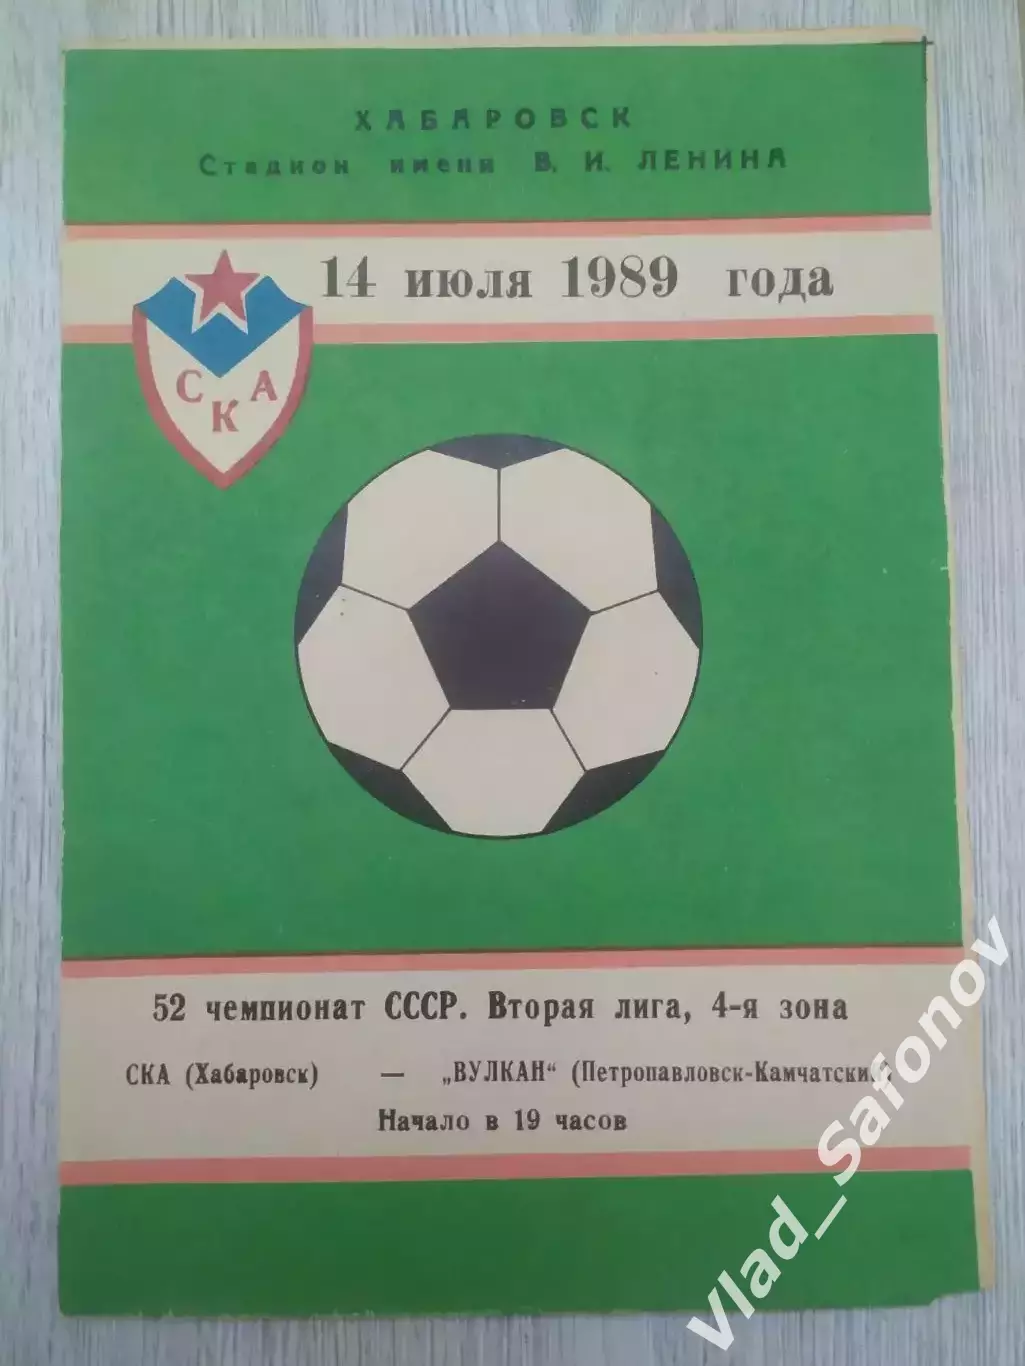 ХАБАРОВСК
Стадион имени В. И. ЛЕНИНА
14 июля 1989 года
СКА
52 чемпионат СССР. Вторая лига, 4-я зона
СКА (Хабаровск) — „ВУЛКАН" (Петропавловск-Камчатский)
Начало в 19 часов
Vlad_Safonov